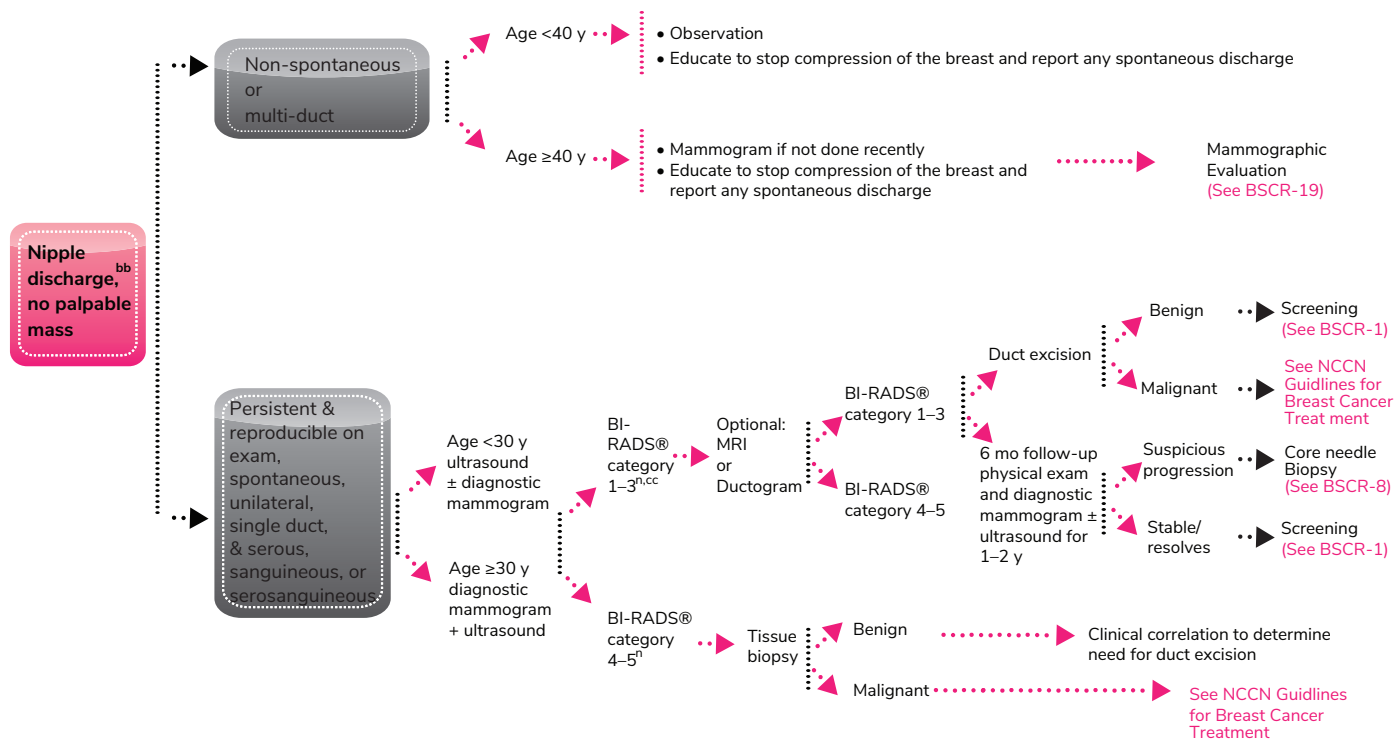 Non-spontaneous
or
multi-duct
Age <40 y
• Observation
• Educate to stop compression of the breast and report any spontaneous discharge
Age ≥40 y
• Mammogram if not done recently
• Educate to stop compression of the breast and
report any spontaneous discharge
Mammographic
Evaluation
(See BSCR-19)
Nipple
discharge,bb
no palpable
mass
Persistent &
reproducible on
exam,
spontaneous,
unilateral,
single duct,
& serous,
sanguineous, or
serosanguineous
Age <30 y
ultrasound
± diagnostic
mammogram
Age ≥30 y
diagnostic
mammogram
+ ultrasound
BI-
RADS®
category
1–3n,cc
Optional:
MRI
or
Ductogram
BI-RADS®
category 1–3
BI-RADS®
category 4–5
Duct excision
Benign
Screening
(See BSCR-1)
Malignant
See NCCN
Guidlines for
Breast Cancer
Treat ment
6 mo follow-up
physical exam
and diagnostic
mammogram ±
ultrasound for
1–2 y
Suspicious
progression
Core needle
Biopsy
(See BSCR-8)
Stable/
resolves
Screening
(See BSCR-1)
BI-RADS®
category
4–5n
Tissue
biopsy
Benign
Clinical correlation to determine
need for duct excision
Malignant
See NCCN Guidlines
for Breast Cancer
Treatment